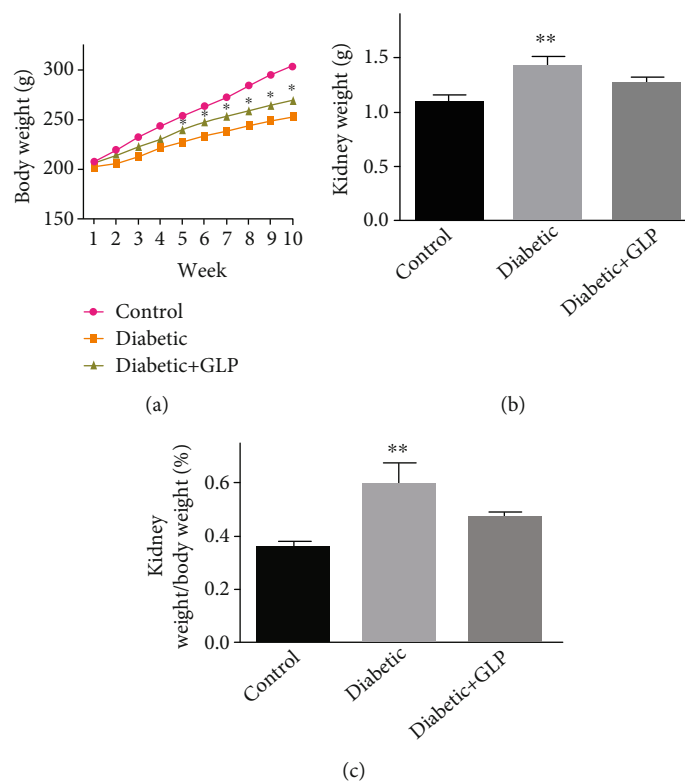 Body weight (g)
300
250
200
150
* * * * * *
1 2 3 4 5 6 7 8 9 10
Week
Control
Diabetic
Diabetic+GLP
(a)
Kidney weight (g)
1.5
1.0
0.5
0.0
**
Control
Diabetic
Diabetic+GLP
(b)
Kidney
weight/body weight (%)
0.6
0.4
0.2
0.0
**
Control
Diabetic
Diabetic+GLP
(c)